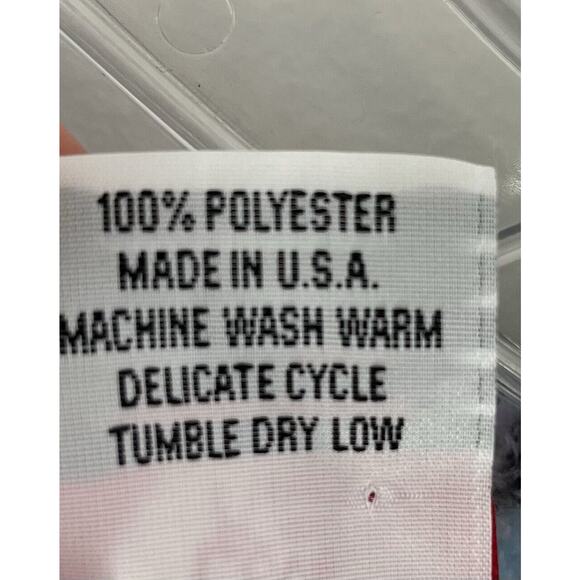 100% POLYESTER
MADE IN U.S.A.
MACHINE WASH WARM
DELICATE CYCLE
TUMBLE DRY LOW